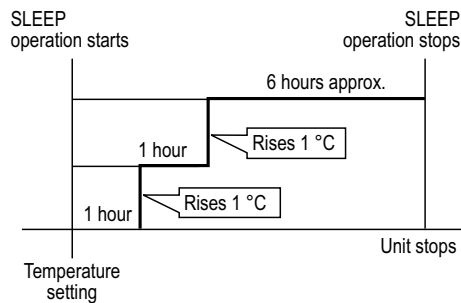 SLEEP
operation starts
SLEEP
operation stops
6 hours approx.
1 hour
Rises 1 °C
1 hour
Rises 1 °C
Unit stops
Temperature
setting